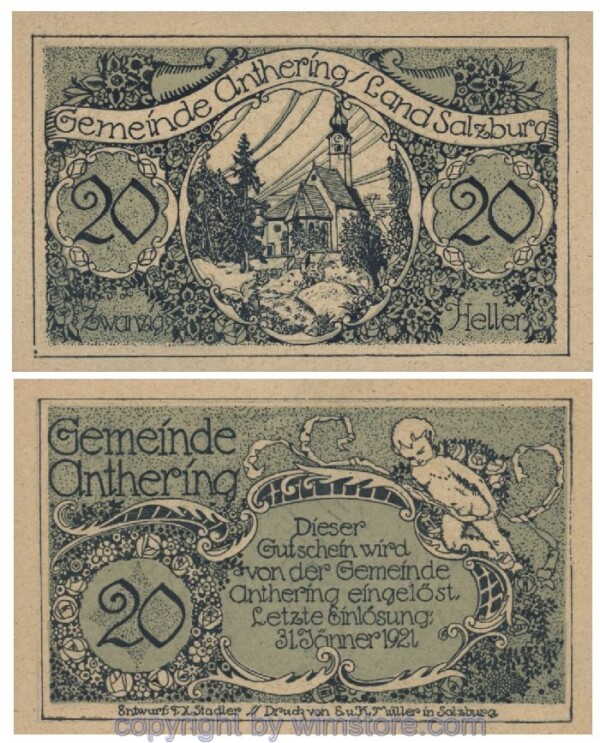 Gemeinde Anthering / Land Salzburg
20 20
Zwanzig Heller
Gemeinde
Anthering
Dieser
Gutschein wird
von der Gemeinde
Anthering eingelöst.
Letzte Einlösung:
31. Jänner 1921
20
Entwurf: F.X. Stadler // Druck von S. u. K. Müller in Salzburg
copyright by wimstore.com